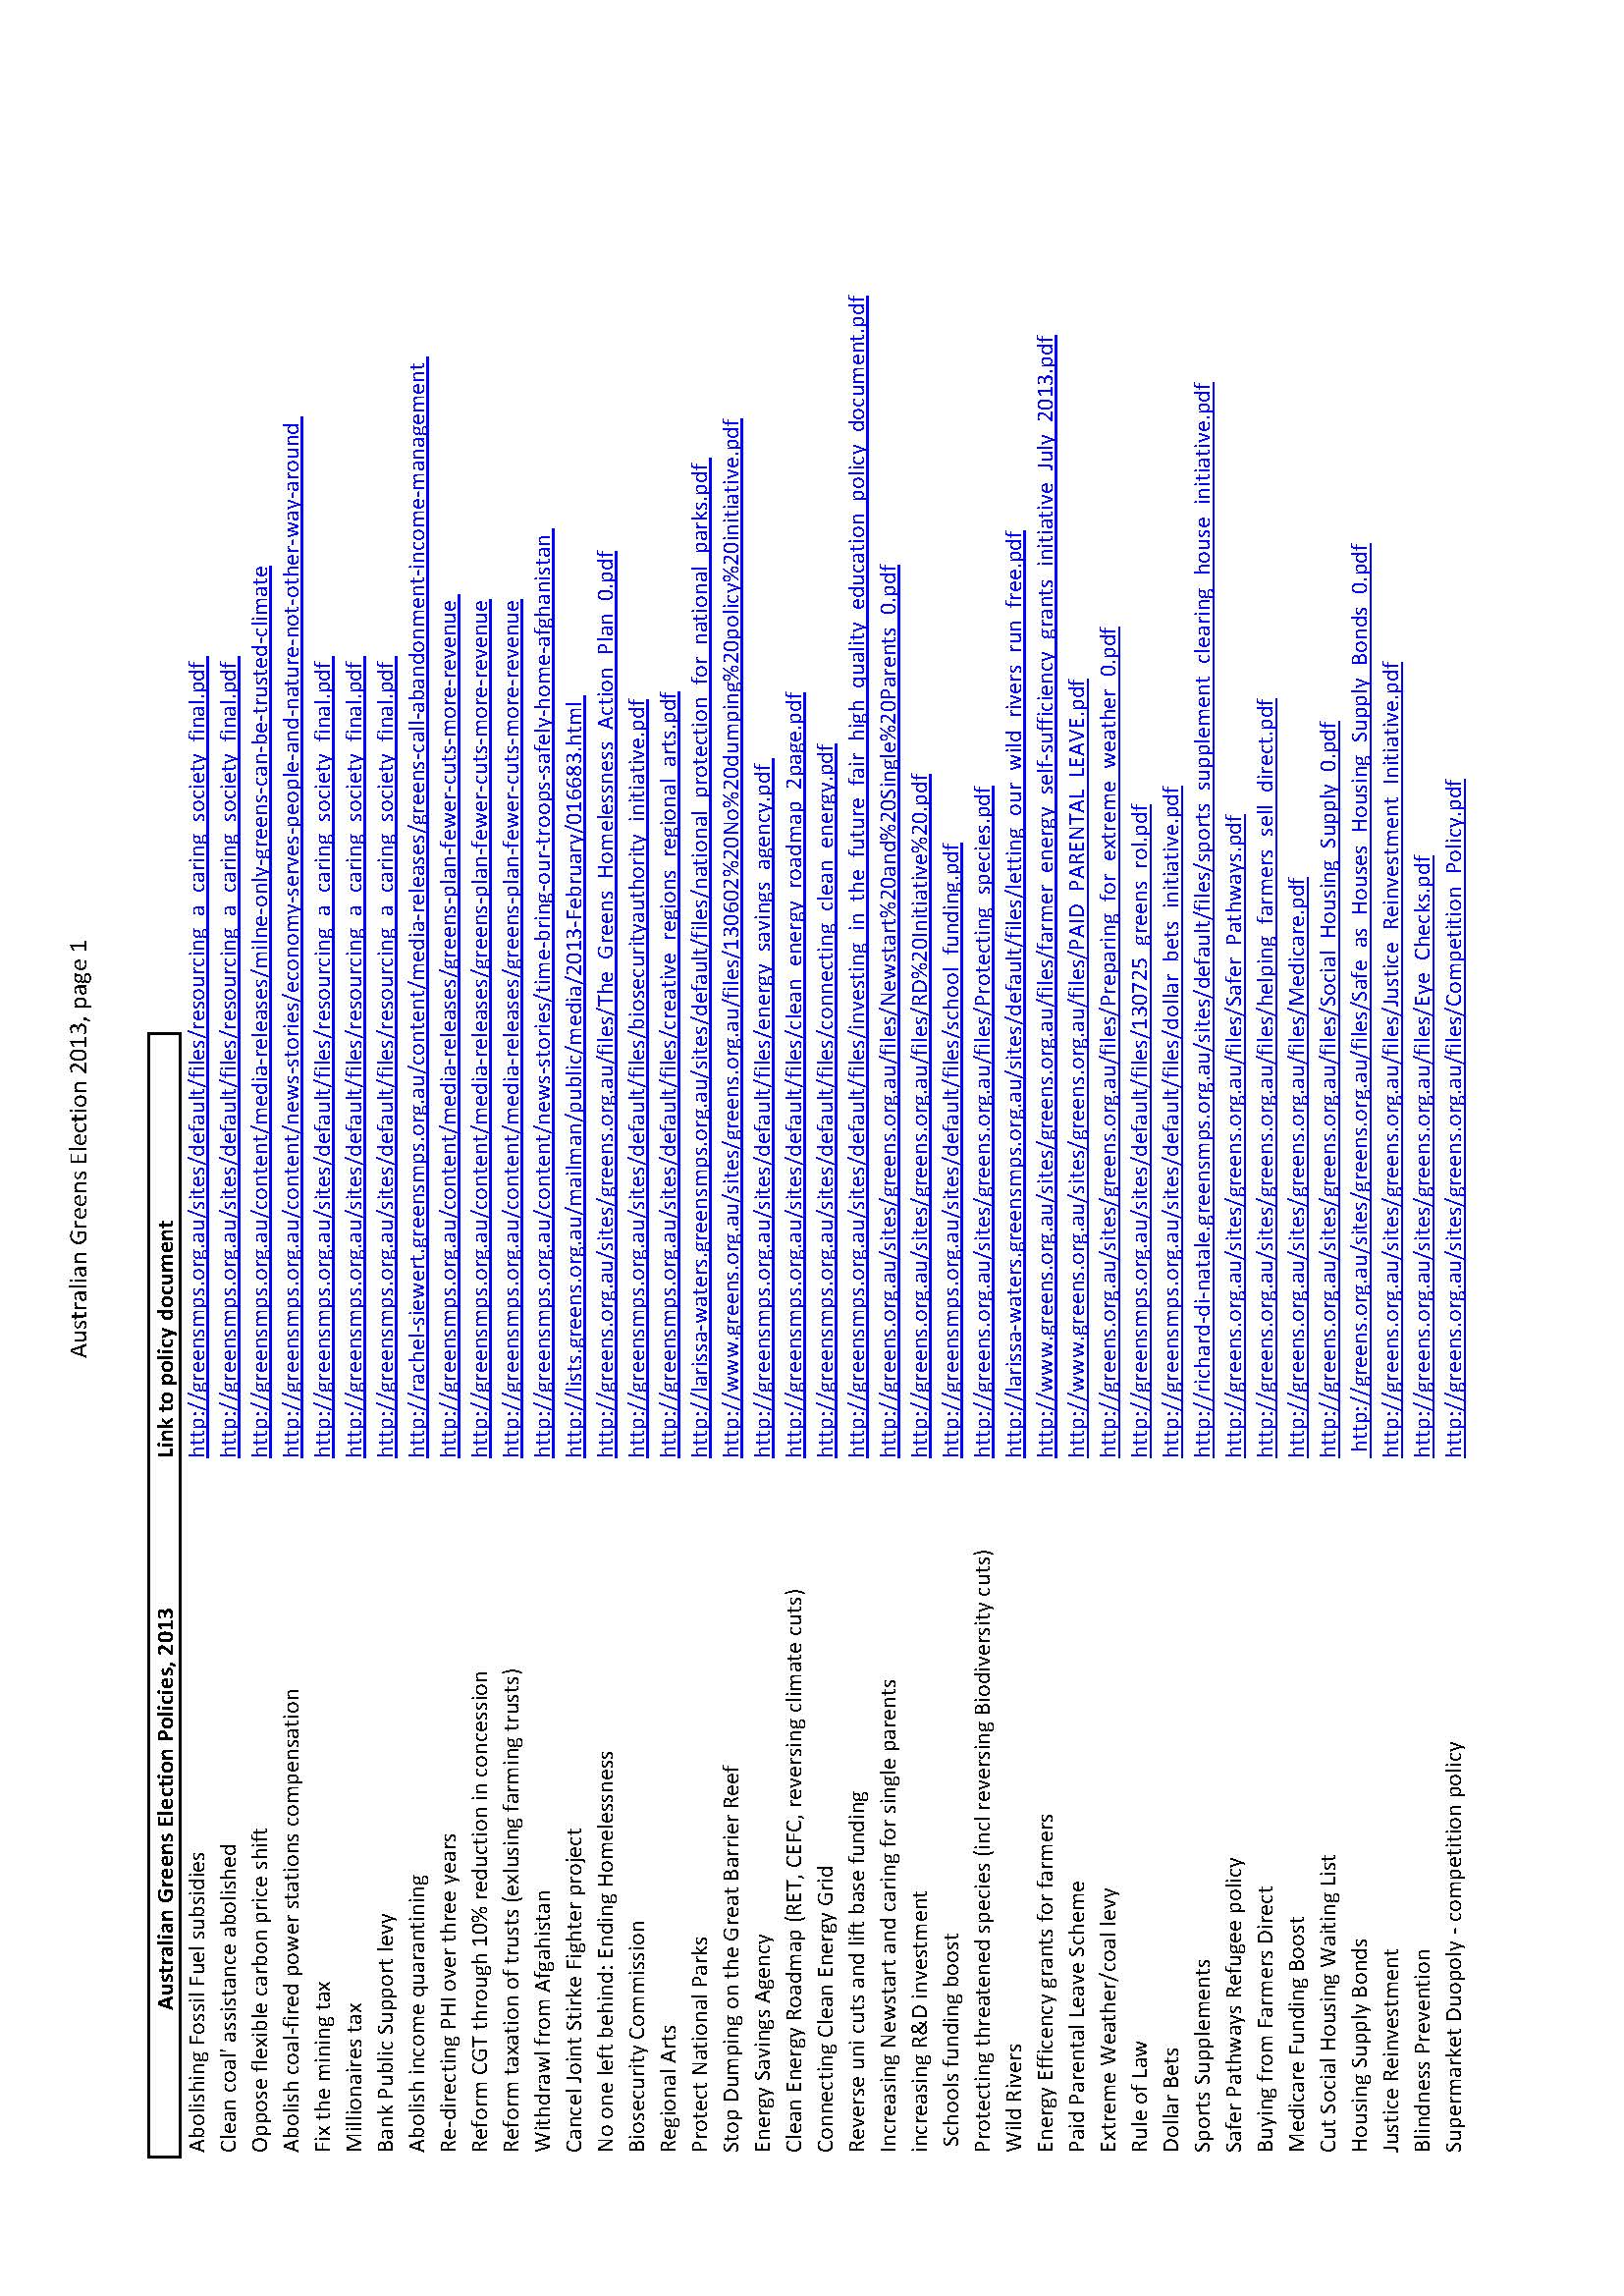 Australian Greens Election 2013, page 1
Australian Greens Election Policies, 2013 Link to policy document
Abolishing Fossil Fuel subsidies http://greensmps.org.au/sites/default/files/resourcing_a_caring_society_final.pdf
Clean coal' assistance abolished http://greensmps.org.au/sites/default/files/resourcing_a_caring_society_final.pdf
Oppose flexible carbon price shift http://greensmps.org.au/content/media-releases/milne-only-greens-can-be-trusted-climate
Abolish coal-fired power stations compensation http://greensmps.org.au/content/news-stories/economy-serves-people-and-nature-not-other-way-around
Fix the mining tax http://greensmps.org.au/sites/default/files/resourcing_a_caring_society_final.pdf
Millionaires tax http://greensmps.org.au/sites/default/files/resourcing_a_caring_society_final.pdf
Bank Public Support levy http://greensmps.org.au/sites/default/files/resourcing_a_caring_society_final.pdf
Abolish income quarantining http://rachel-siewert.greensmps.org.au/content/media-releases/greens-call-abandonment-income-management
Re-directing PHI over three years http://greensmps.org.au/content/media-releases/greens-plan-fewer-cuts-more-revenue
Reform CGT through 10% reduction in concession http://greensmps.org.au/content/media-releases/greens-plan-fewer-cuts-more-revenue
Reform taxation of trusts (exlusing farming trusts) http://greensmps.org.au/content/media-releases/greens-plan-fewer-cuts-more-revenue
Withdrawl from Afgahistan http://greensmps.org.au/content/news-stories/time-bring-our-troops-safely-home-afghanistan
Cancel Joint Stirke Fighter project http://lists.greens.org.au/mailman/public/media/2013-February/016683.html
No one left behind: Ending Homelessness http://greens.org.au/sites/greens.org.au/files/The_Greens_Homelessness_Action_Plan_0.pdf
Biosecurity Commission http://greensmps.org.au/sites/default/files/biosecurityauthority_initiative.pdf
Regional Arts http://greensmps.org.au/sites/default/files/creative_regions_regional_arts.pdf
Protect National Parks http://larissa-waters.greensmps.org.au/sites/default/files/national_protection_for_national_parks.pdf
Stop Dumping on the Great Barrier Reef http://www.greens.org.au/sites/greens.org.au/files/130602%20No%20dumping%20policy%20initiative.pdf
Energy Savings Agency http://greensmps.org.au/sites/default/files/energy_savings_agency.pdf
Clean Energy Roadmap (RET, CEFC, reversing climate cuts) http://greensmps.org.au/sites/default/files/clean_energy_roadmap_2page.pdf
Connecting Clean Energy Grid http://greensmps.org.au/sites/default/files/connecting_clean_energy.pdf
Reverse uni cuts and lift base funding http://greensmps.org.au/sites/default/files/investing_in_the_future_fair_high_quality_education_policy_document.pdf
Increasing Newstart and caring for single parents http://greens.org.au/sites/greens.org.au/files/Newstart%20and%20Single%20Parents_0.pdf
increasing R&D investment http://greens.org.au/sites/greens.org.au/files/RD%20Initiative%20.pdf
Schools funding boost http://greensmps.org.au/sites/default/files/school_funding.pdf
Protecting threatened species (incl reversing Biodiversity cuts) http://greens.org.au/sites/greens.org.au/files/Protecting_species.pdf
Wild Rivers http://larissa-waters.greensmps.org.au/sites/default/files/letting_our_wild_rivers_run_free.pdf
Energy Efficency grants for farmers http://www.greens.org.au/sites/greens.org.au/files/farmer_energy_self-sufficiency_grants_initiative_July_2013.pdf
Paid Parental Leave Scheme http://www.greens.org.au/sites/greens.org.au/files/PAID_PARENTAL_LEAVE.pdf
Extreme Weather/coal levy http://greens.org.au/sites/greens.org.au/files/Preparing_for_extreme_weather_0.pdf
Rule of Law http://greensmps.org.au/sites/default/files/130725_greens_rol.pdf
Dollar Bets http://greensmps.org.au/sites/default/files/dollar_bets_initiative.pdf
Sports Supplements http://richard-di-natale.greensmps.org.au/sites/default/files/sports_supplement_clearing_house_initiative.pdf
Safer Pathways Refugee policy http://greens.org.au/sites/greens.org.au/files/Safer_Pathways.pdf
Buying from Farmers Direct http://greens.org.au/sites/greens.org.au/files/helping_farmers_sell_direct.pdf
Medicare Funding Boost http://greens.org.au/sites/greens.org.au/files/Medicare.pdf
Cut Social Housing Waiting List http://greens.org.au/sites/greens.org.au/files/Social_Housing_Supply_0.pdf
Housing Supply Bonds http://greens.org.au/sites/greens.org.au/files/Safe_as_Houses_Housing_Supply_Bonds_0.pdf
Justice Reinvestment http://greens.org.au/sites/greens.org.au/files/Justice_Reinvestment_Initiative.pdf
Blindness Prevention http://greens.org.au/sites/greens.org.au/files/Eye_Checks.pdf
Supermarket Duopoly - competition policy http://greens.org.au/sites/greens.org.au/files/Competition_Policy.pdf